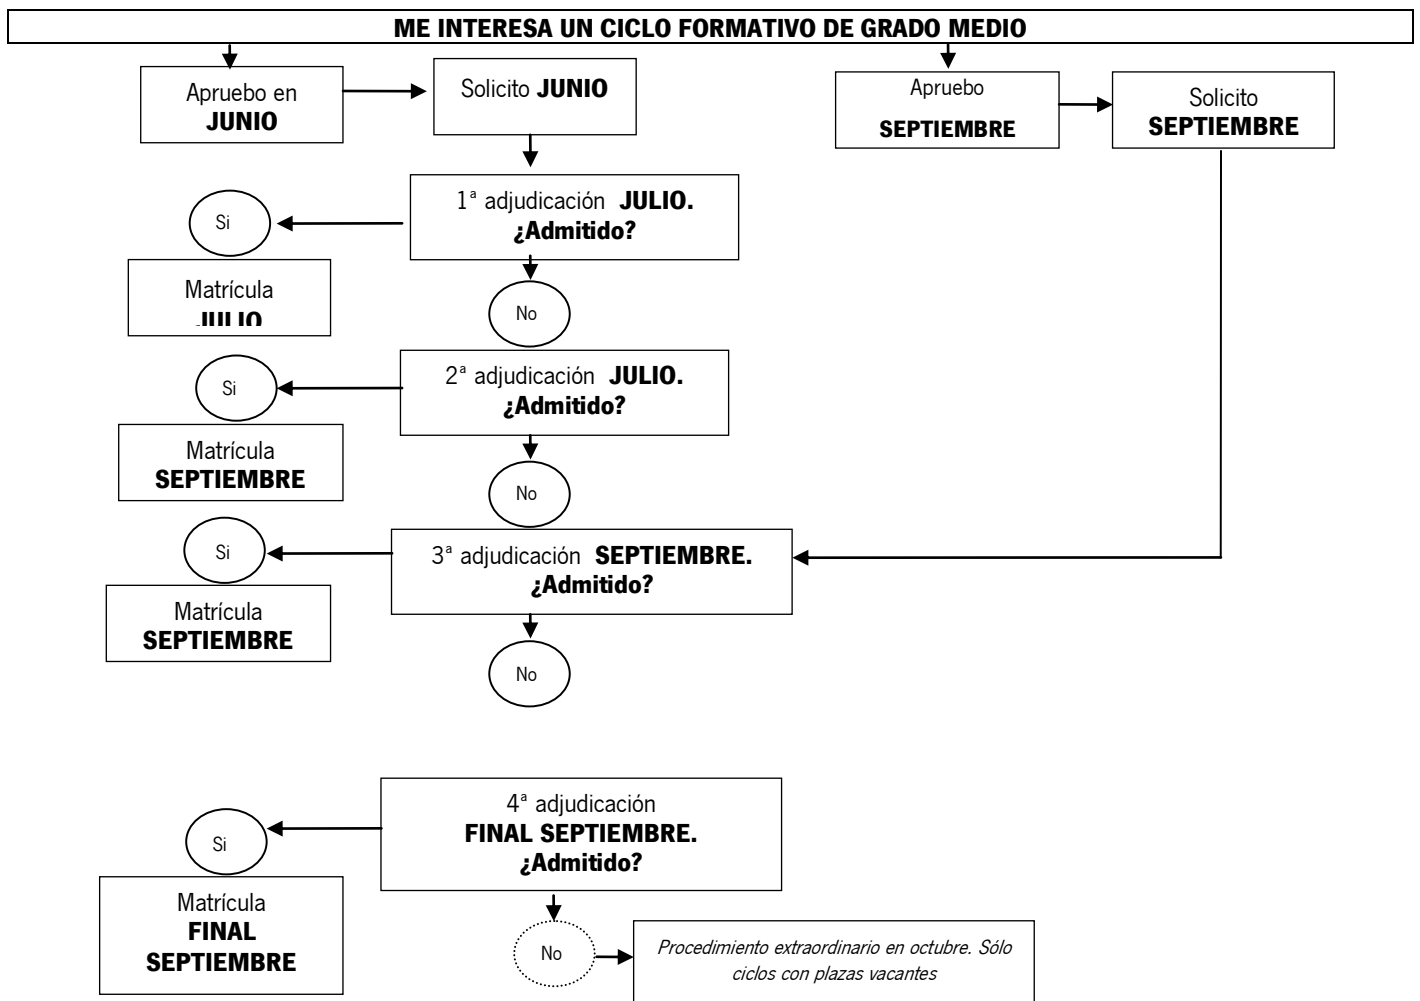 ME INTERESA UN CICLO FORMATIVO DE GRADO MEDIO
Apruebo en
JUNIO
Solicito JUNIO
Apruebo
SEPTIEMBRE
Solicito
SEPTIEMBRE
1ª adjudicación JULIO.
¿Admitido?
Si
Matrícula
JULIO
No
2ª adjudicación JULIO.
¿Admitido?
Si
Matrícula
SEPTIEMBRE
No
3ª adjudicación SEPTIEMBRE.
¿Admitido?
Si
Matrícula
SEPTIEMBRE
No
4ª adjudicación
FINAL SEPTIEMBRE.
¿Admitido?
Si
Matrícula
FINAL
SEPTIEMBRE
No
Procedimiento extraordinario en octubre. Sólo
ciclos con plazas vacantes